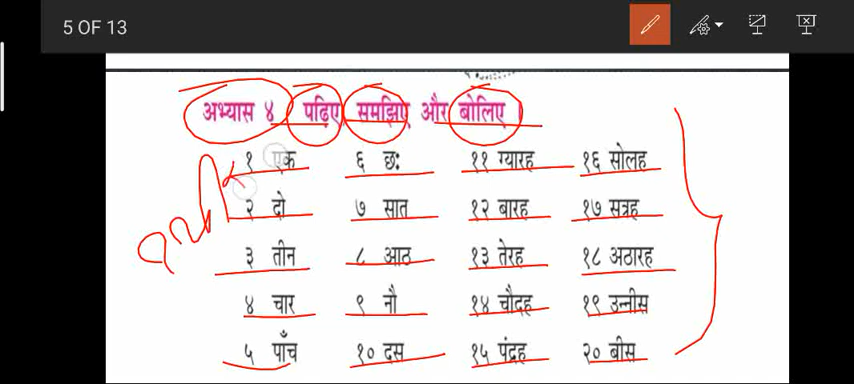 5 OF 13
अभ्यास ४ पढ़िए समझिए और बोलिए।
१ एक ६ छः ११ ग्यारह १६ सोलह
२ दो ७ सात १२ बारह १७ सत्रह
३ तीन ८ आठ १३ तेरह १८ अठारह
४ चार ९ नौ १४ चौदह १९ उन्नीस
५ पाँच १० दस १५ पंद्रह २० बीस